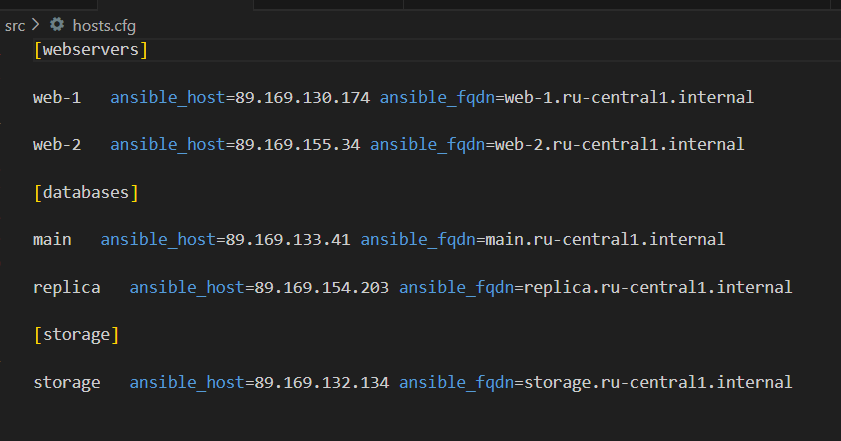 src > hosts.cfg
[webservers]
web-1   ansible_host=89.169.130.174 ansible_fqdn=web-1.ru-central1.internal
web-2   ansible_host=89.169.155.34 ansible_fqdn=web-2.ru-central1.internal
[databases]
main   ansible_host=89.169.133.41 ansible_fqdn=main.ru-central1.internal
replica   ansible_host=89.169.154.203 ansible_fqdn=replica.ru-central1.internal
[storage]
storage   ansible_host=89.169.132.134 ansible_fqdn=storage.ru-central1.internal